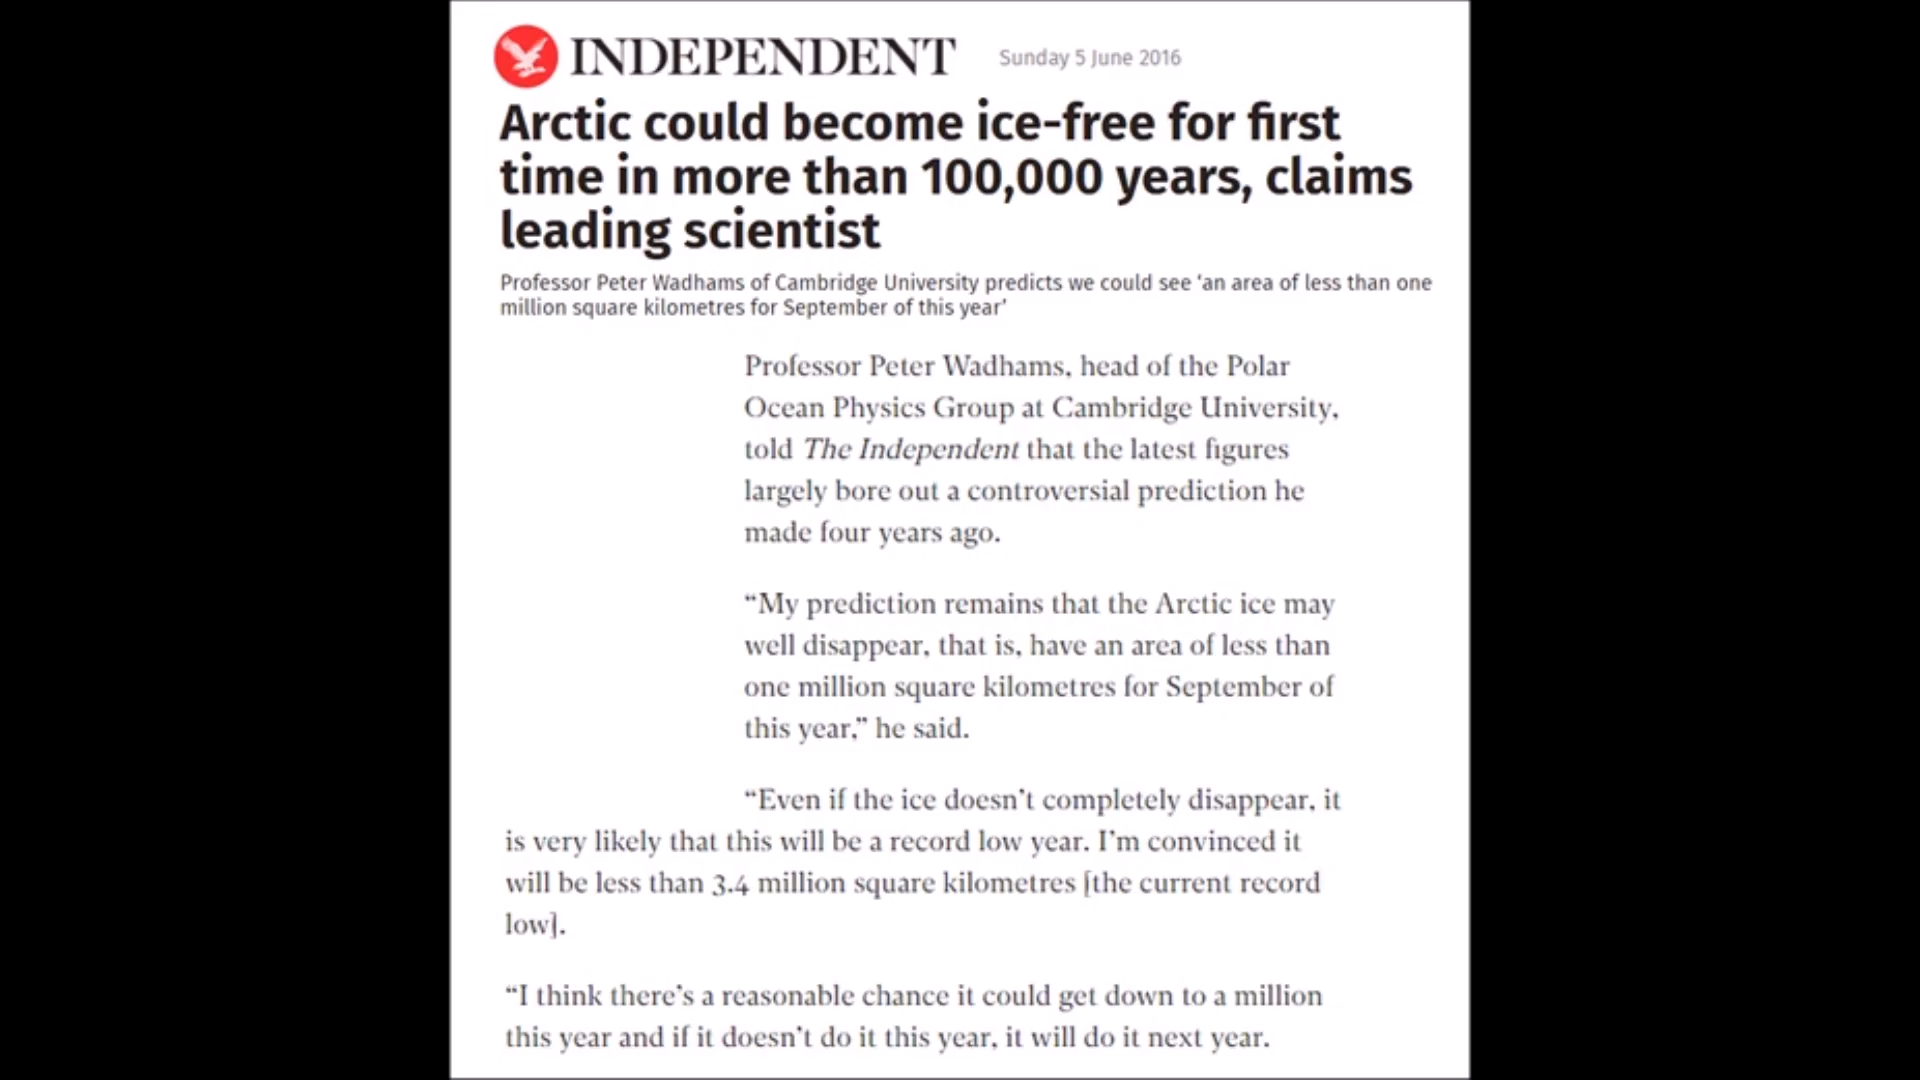 INDEPENDENT Sunday 5 June 2016
Arctic could become ice-free for first
time in more than 100,000 years, claims
leading scientist
Professor Peter Wadhams of Cambridge University predicts we could see ‘an area of less than one
million square kilometres for September of this year’
Professor Peter Wadhams, head of the Polar
Ocean Physics Group at Cambridge University,
told The Independent that the latest figures
largely bore out a controversial prediction he
made four years ago.
“My prediction remains that the Arctic ice may
well disappear, that is, have an area of less than
one million square kilometres for September of
this year,” he said.
“Even if the ice doesn’t completely disappear, it
is very likely that this will be a record low year. I’m convinced it
will be less than 3.4 million square kilometres [the current record
low].
“I think there’s a reasonable chance it could get down to a million
this year and if it doesn’t do it this year, it will do it next year.